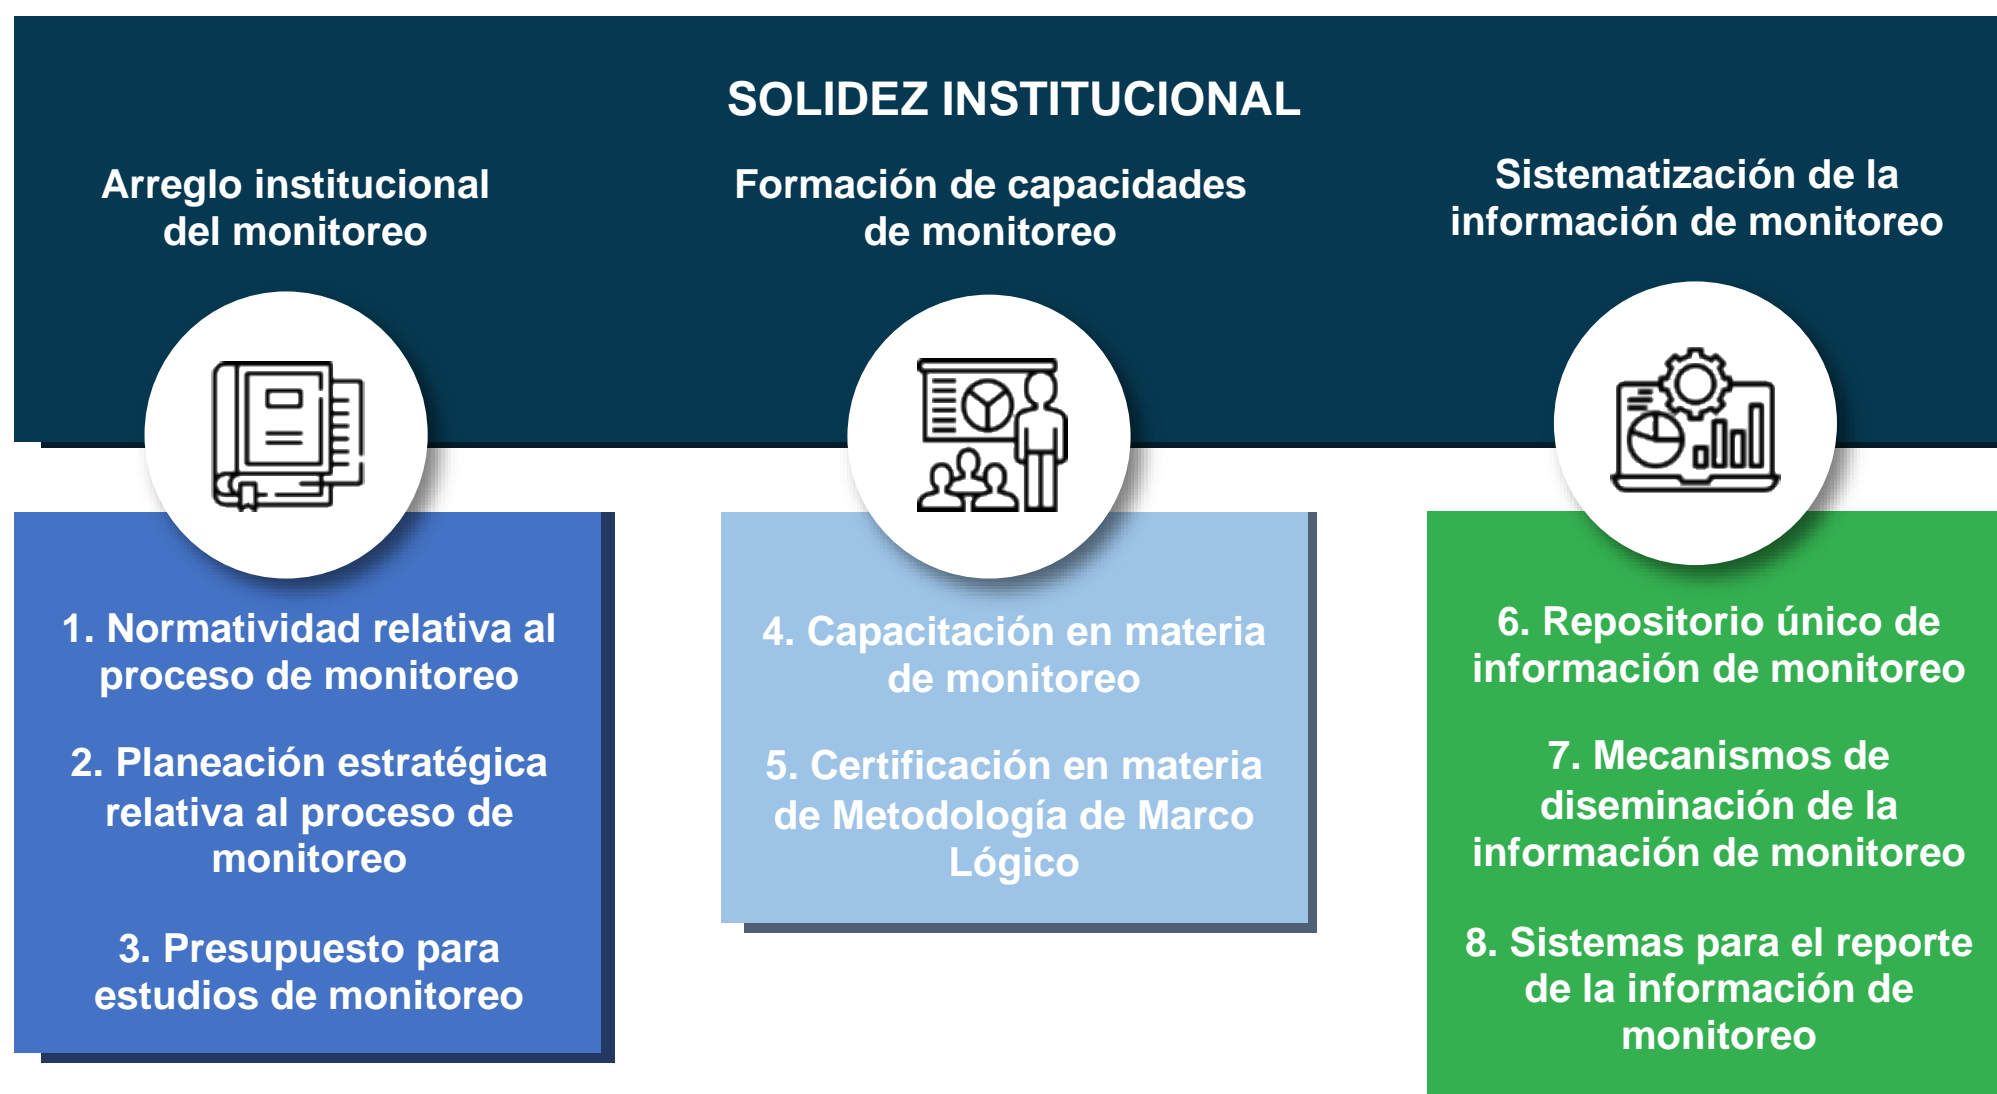 SOLIDEZ INSTITUCIONAL
Arreglo institucional
del monitoreo
Formación de capacidades
de monitoreo
Sistematización de la
información de monitoreo
1. Normatividad relativa al
proceso de monitoreo
2. Planeación estratégica
relativa al proceso de
monitoreo
3. Presupuesto para
estudios de monitoreo
4. Capacitación en materia
de monitoreo
5. Certificación en materia
de Metodología de Marco
Lógico
6. Repositorio único de
información de monitoreo
7. Mecanismos de
diseminación de la
información de monitoreo
8. Sistemas para el reporte
de la información de
monitoreo